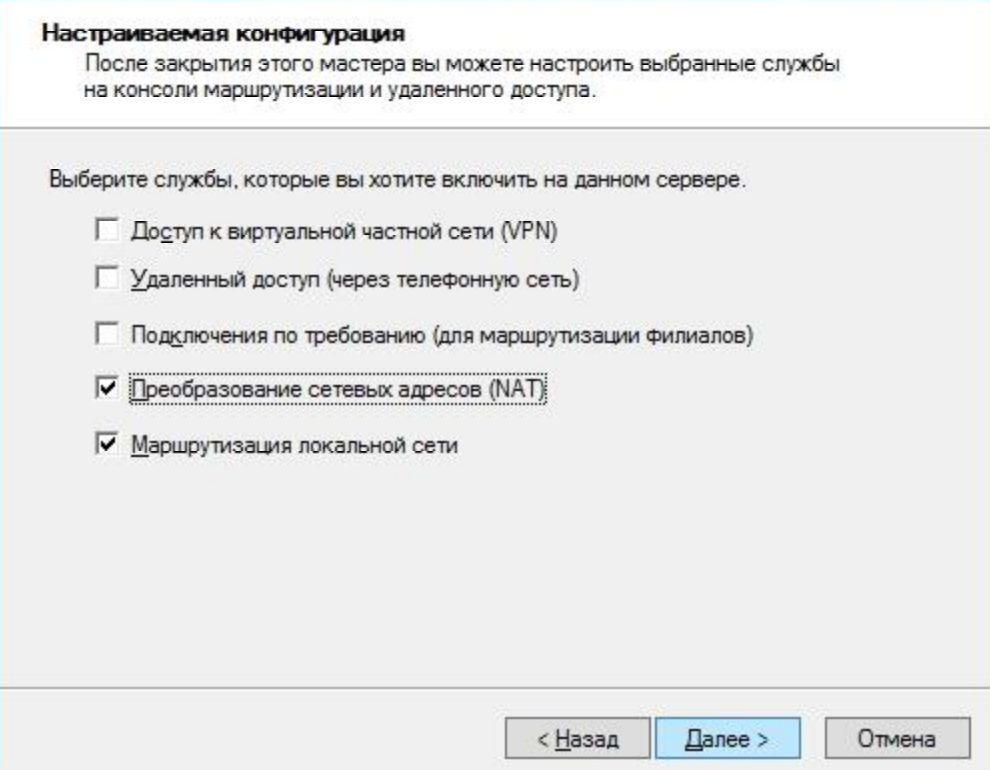 Настраиваемая конфигурация
После закрытия этого мастера вы можете настроить выбранные службы
на консоли маршрутизации и удаленного доступа.
Выберите службы, которые вы хотите включить на данном сервере.
Доступ к виртуальной частной сети (VPN)
Удаленный доступ (через телефонную сеть)
Подключения по требованию (для маршрутизации филиалов)
Преобразование сетевых адресов (NAT)
Маршрутизация локальной сети
< Назад
Далее >
Отмена